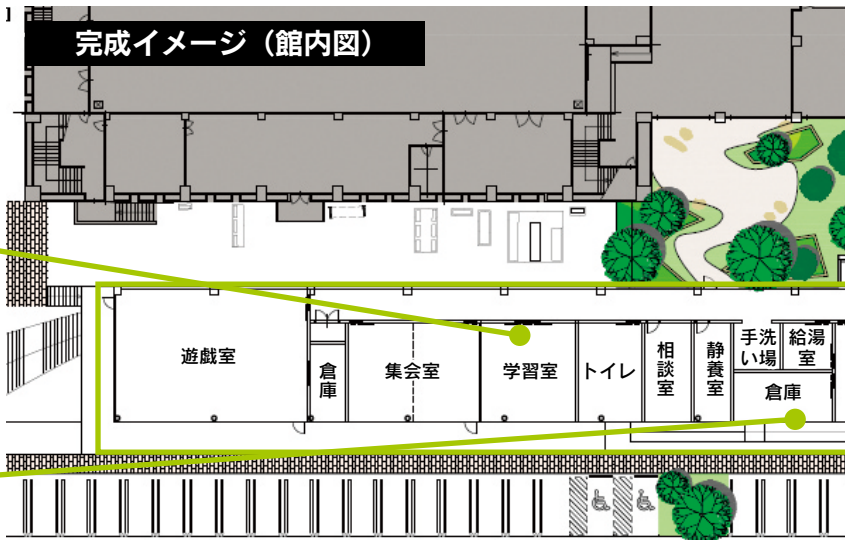 完成イメージ（館内図）
遊戯室
倉庫
集会室
学習室
トイレ
相談室
静養室
手洗い場
給湯室
倉庫